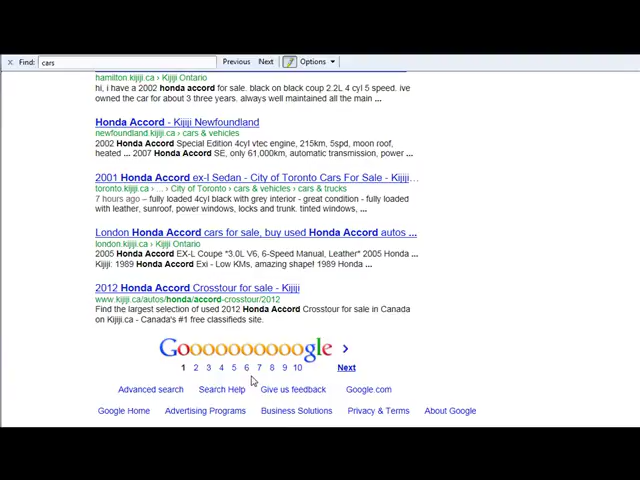 x Find: cars Previous Next Options
hamilton.kijiji.ca › Kijiji Ontario
hi, i have a 2002 honda accord for sale. black on black coup 2.2L 4 cyl 5 speed. ive
owned the car for about 3 three years. always well maintained all the main ...
Honda Accord - Kijiji Newfoundland
newfoundland.kijiji.ca › cars & vehicles
2002 Honda Accord Special Edition 4cyl vtec engine, 215km, 5spd, moon roof,
heated ... 2007 Honda Accord SE, only 61,000km, automatic transmission, power ...
2001 Honda Accord ex-l Sedan - City of Toronto Cars For Sale - Kijiji...
toronto.kijiji.ca › ... › City of Toronto › cars & vehicles › cars & trucks
7 hours ago – fully loaded 4cyl black with grey interior - great condition - fully loaded
with leather, sunroof, power windows, locks and trunk. tinted windows, ...
London Honda Accord cars for sale, buy used Honda Accord autos ...
london.kijiji.ca › Kijiji Ontario
2005 Honda Accord EX-L Coupe *3.0L V6, 6-Speed Manual, Leather* 2005 Honda ...
Kijiji: 1989 Honda Accord Exi - Low KMs, amazing shape! 1989 Honda ...
2012 Honda Accord Crosstour for sale - Kijiji
www.kijiji.ca/autos/honda/accord-crosstour/2012
Find the largest selection of used 2012 Honda Accord Crosstour for sale in Canada
on Kijiji.ca - Canada's #1 free classifieds site.
Goooooooooogle >
1 2 3 4 5 6 7 8 9 10 Next
Advanced search Search Help Give us feedback Google.com
Google Home Advertising Programs Business Solutions Privacy & Terms About Google